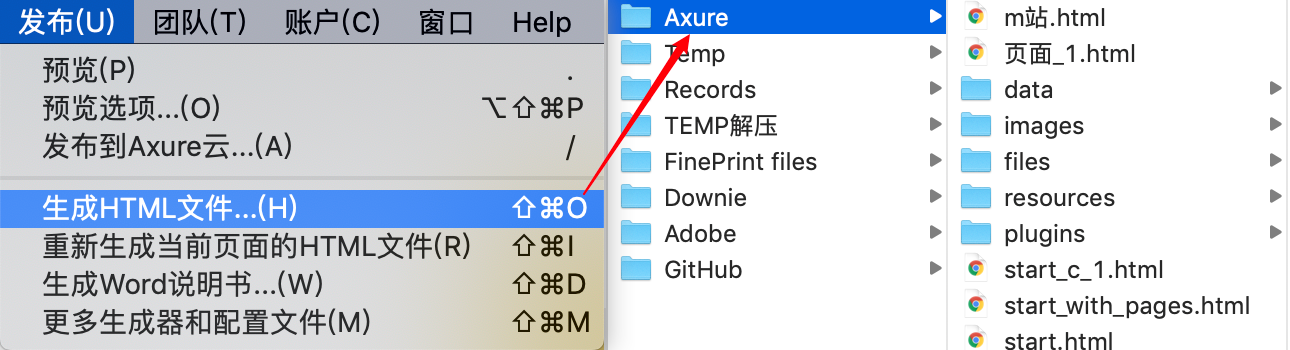 发布(U) 团队(T) 账户(C) 窗口 Help
预览(P) .
预览选项...(O) ⌥⇧⌘P
发布到Axure云...(A) /
生成HTML文件...(H) ⇧⌘O
重新生成当前页面的HTML文件(R) ⇧⌘I
生成Word说明书...(W) ⇧⌘D
更多生成器和配置文件(M) ⇧⌘M
Axure
Temp
Records
TEMP解压
FinePrint files
Downie
Adobe
GitHub
m站.html
页面_1.html
data
images
files
resources
plugins
start_c_1.html
start_with_pages.html
start.html